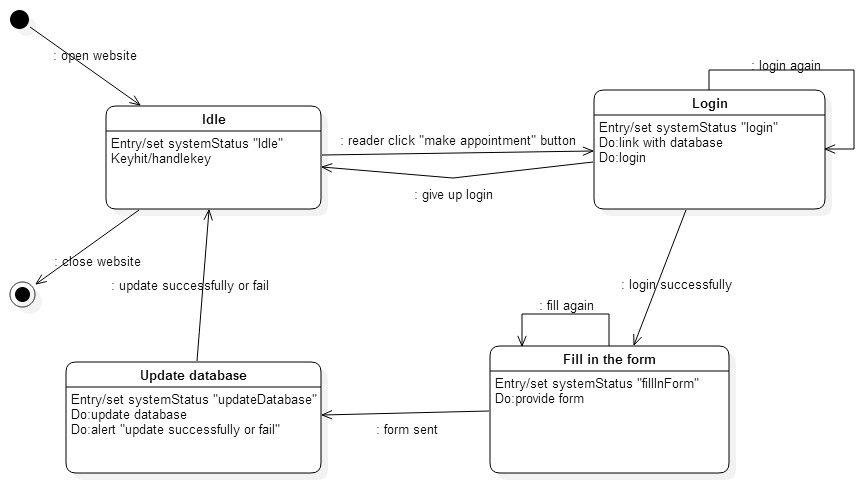 : open website
: login again
Idle
Entry/set systemStatus "Idle"
Keyhit/handlekey
: reader click "make appointment" button
: give up login
Login
Entry/set systemStatus "login"
Do:link with database
Do:login
: close website
: update successfully or fail
: login successfully
: fill again
Update database
Entry/set systemStatus "updateDatabase"
Do:update database
Do:alert "update successfully or fail"
: form sent
Fill in the form
Entry/set systemStatus "fillInForm"
Do:provide form